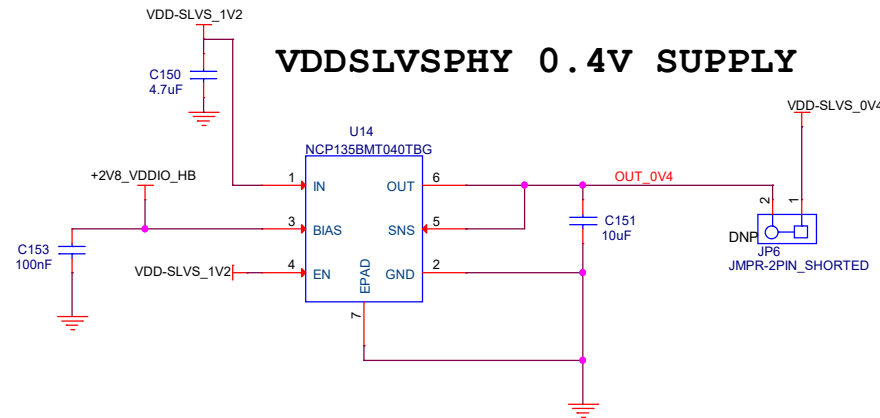 VDD-SLVS_1V2
VDDSLVSPHY 0.4V SUPPLY
C150
4.7uF
VDD-SLVS_0V4
U14
NCP135BMT040TBG
+2V8_VDDIO_HB
1
IN
OUT
6
OUT_0V4
2
1
3
BIAS
SNS
5
C151
10uF
DNP
JP6
JMPR-2PIN_SHORTED
C153
100nF
VDD-SLVS_1V2
4
EN
GND
2
EPAD
7